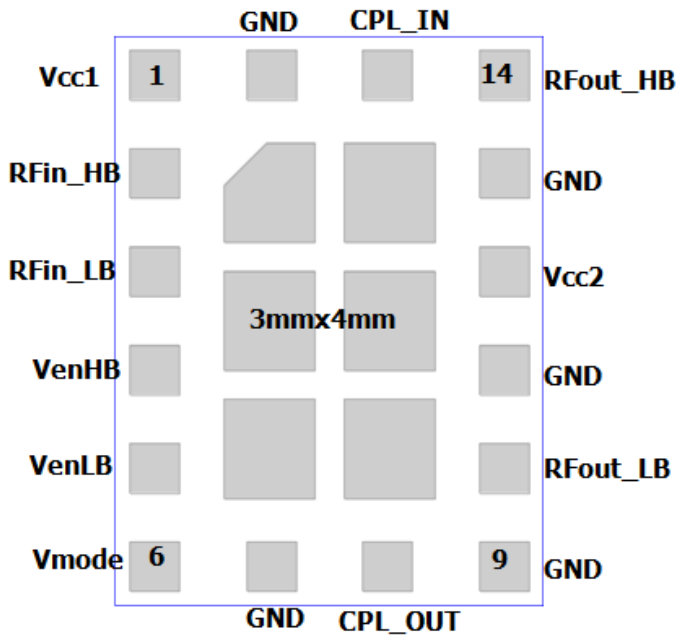 GND CPL_IN
Vcc1 1 14 RFout_HB
RFin_HB GND
RFin_LB Vcc2
3mmx4mm
VenHB GND
VenLB RFout_LB
Vmode 6 9 GND
GND CPL_OUT